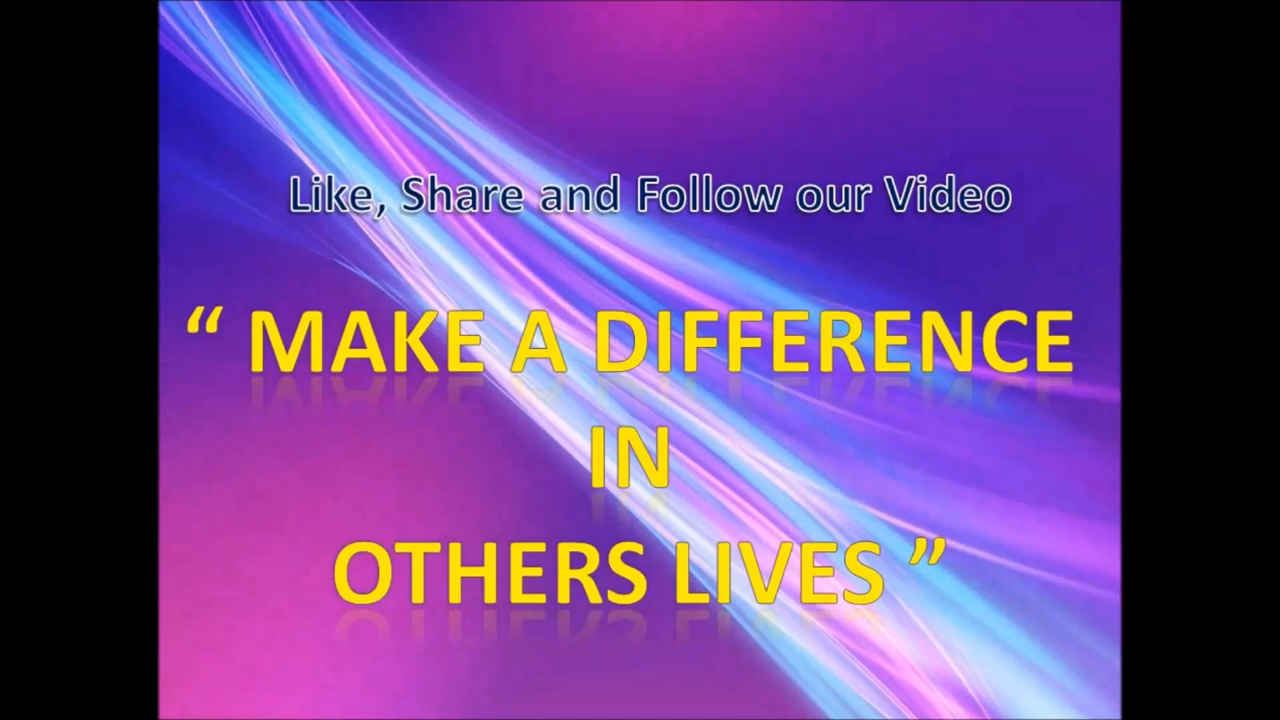 Like, Share and Follow our Video
“ MAKE A DIFFERENCE
IN
OTHERS LIVES ”